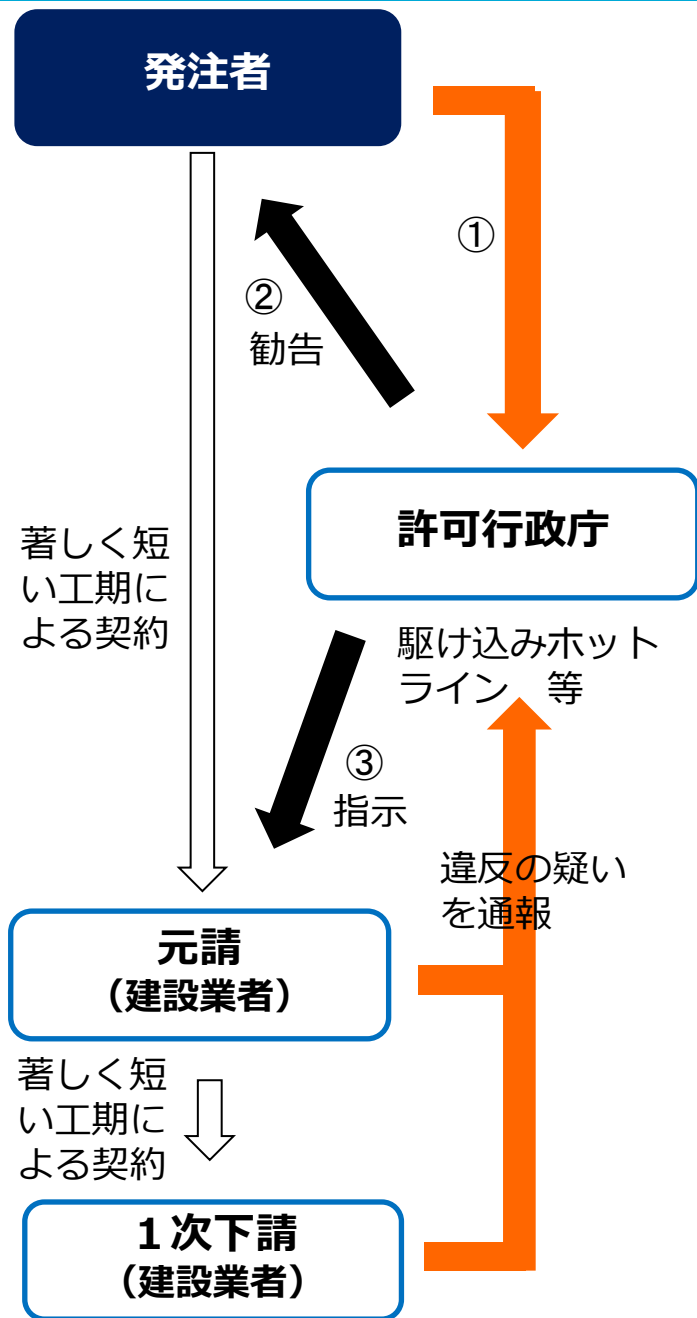 発注者
①
②
勧告
許可行政庁
著しく短
い工期に
よる契約
駆け込みホット
ライン　等
③
指示
違反の疑い
を通報
元請
（建設業者）
著しく短
い工期に
よる契約
１次下請
（建設業者）